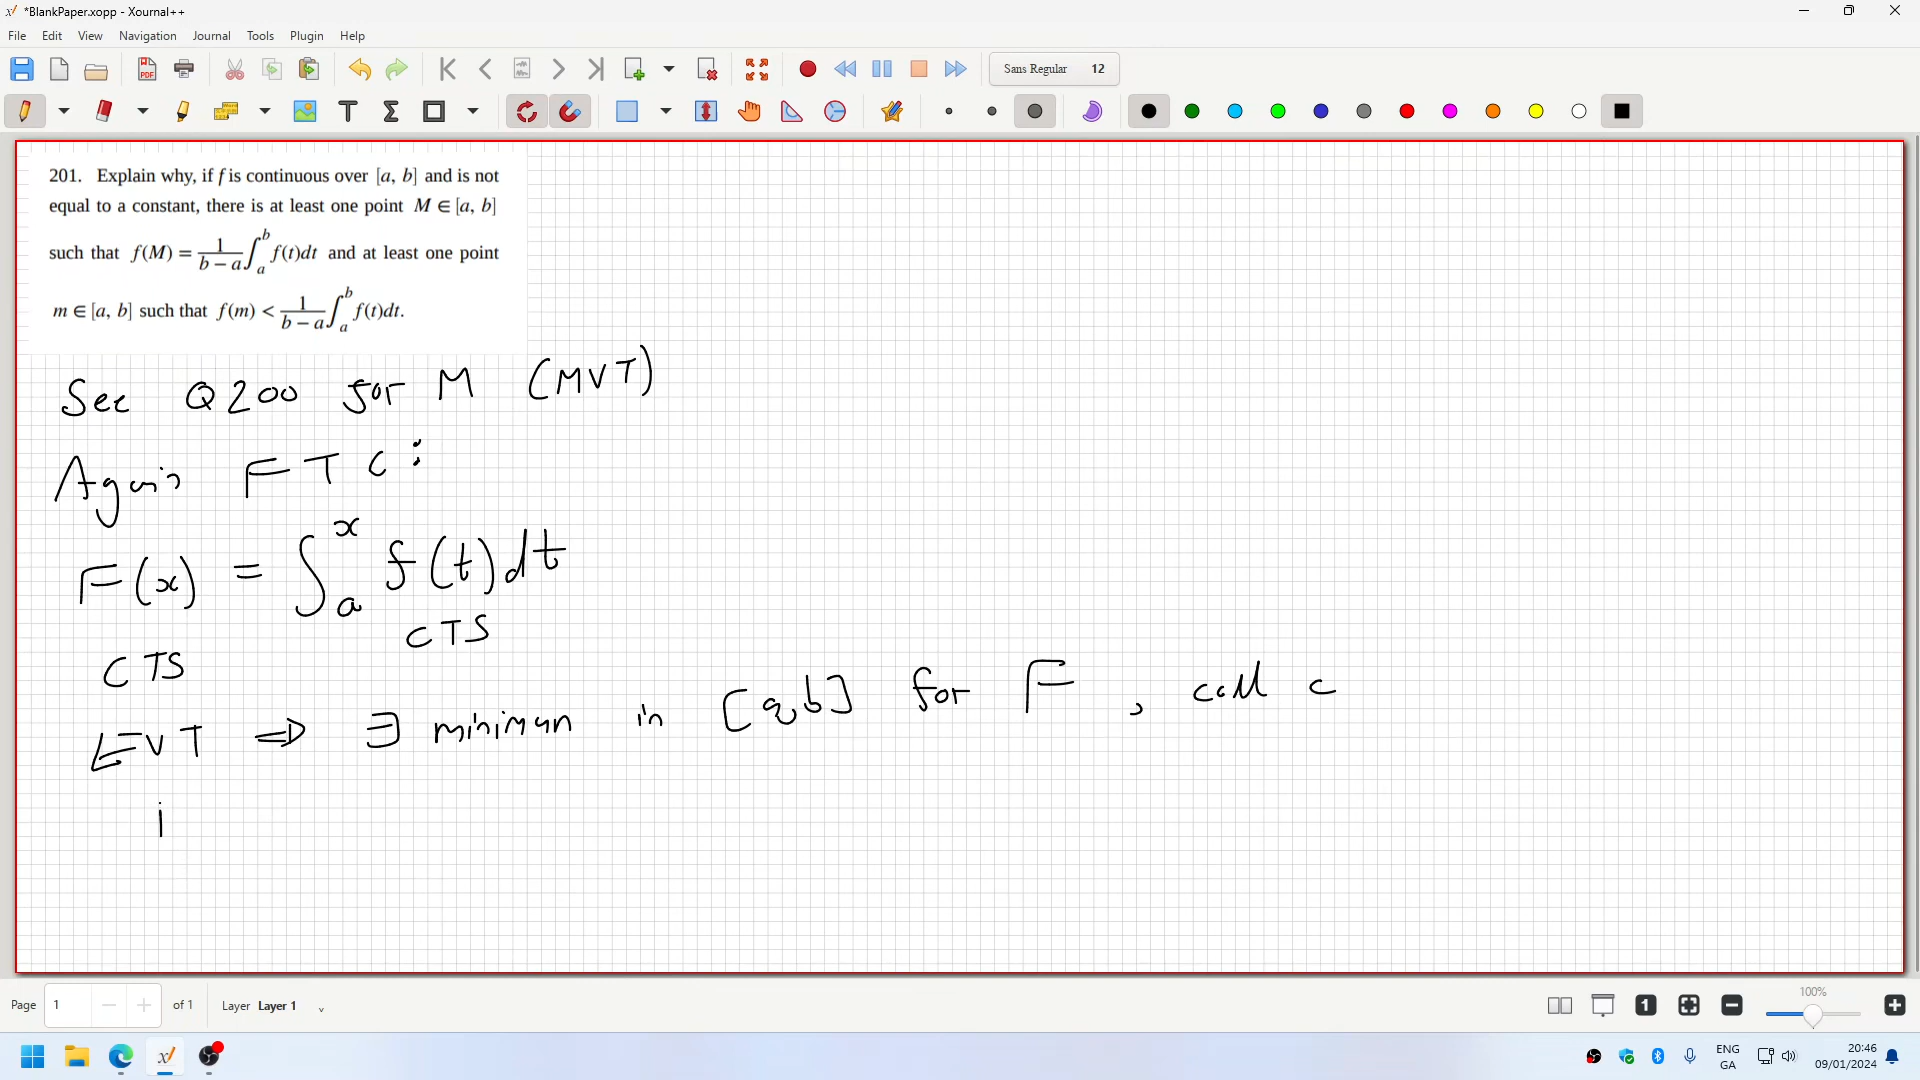 *BlankPaper.xopp - Xournal++
File Edit View Navigation Journal Tools Plugin Help
Sans Regular 12
201. Explain why, if f is continuous over [a, b] and is not
equal to a constant, there is at least one point M ∈ [a, b]
such that f(M) = 1/(b − a) ∫_a^b f(t)dt and at least one point
m ∈ [a, b] such that f(m) < 1/(b − a) ∫_a^b f(t)dt.
See Q200 for M (MVT)
Again FTC:
F(x) = ∫_a^x f(t)dt
CTS
CTS
EVT ⇒ ∃ minimum in [a,b] for F, call c
i
Page 1 of 1 Layer Layer 1
100%
ENG
GA
20:46
09/01/2024